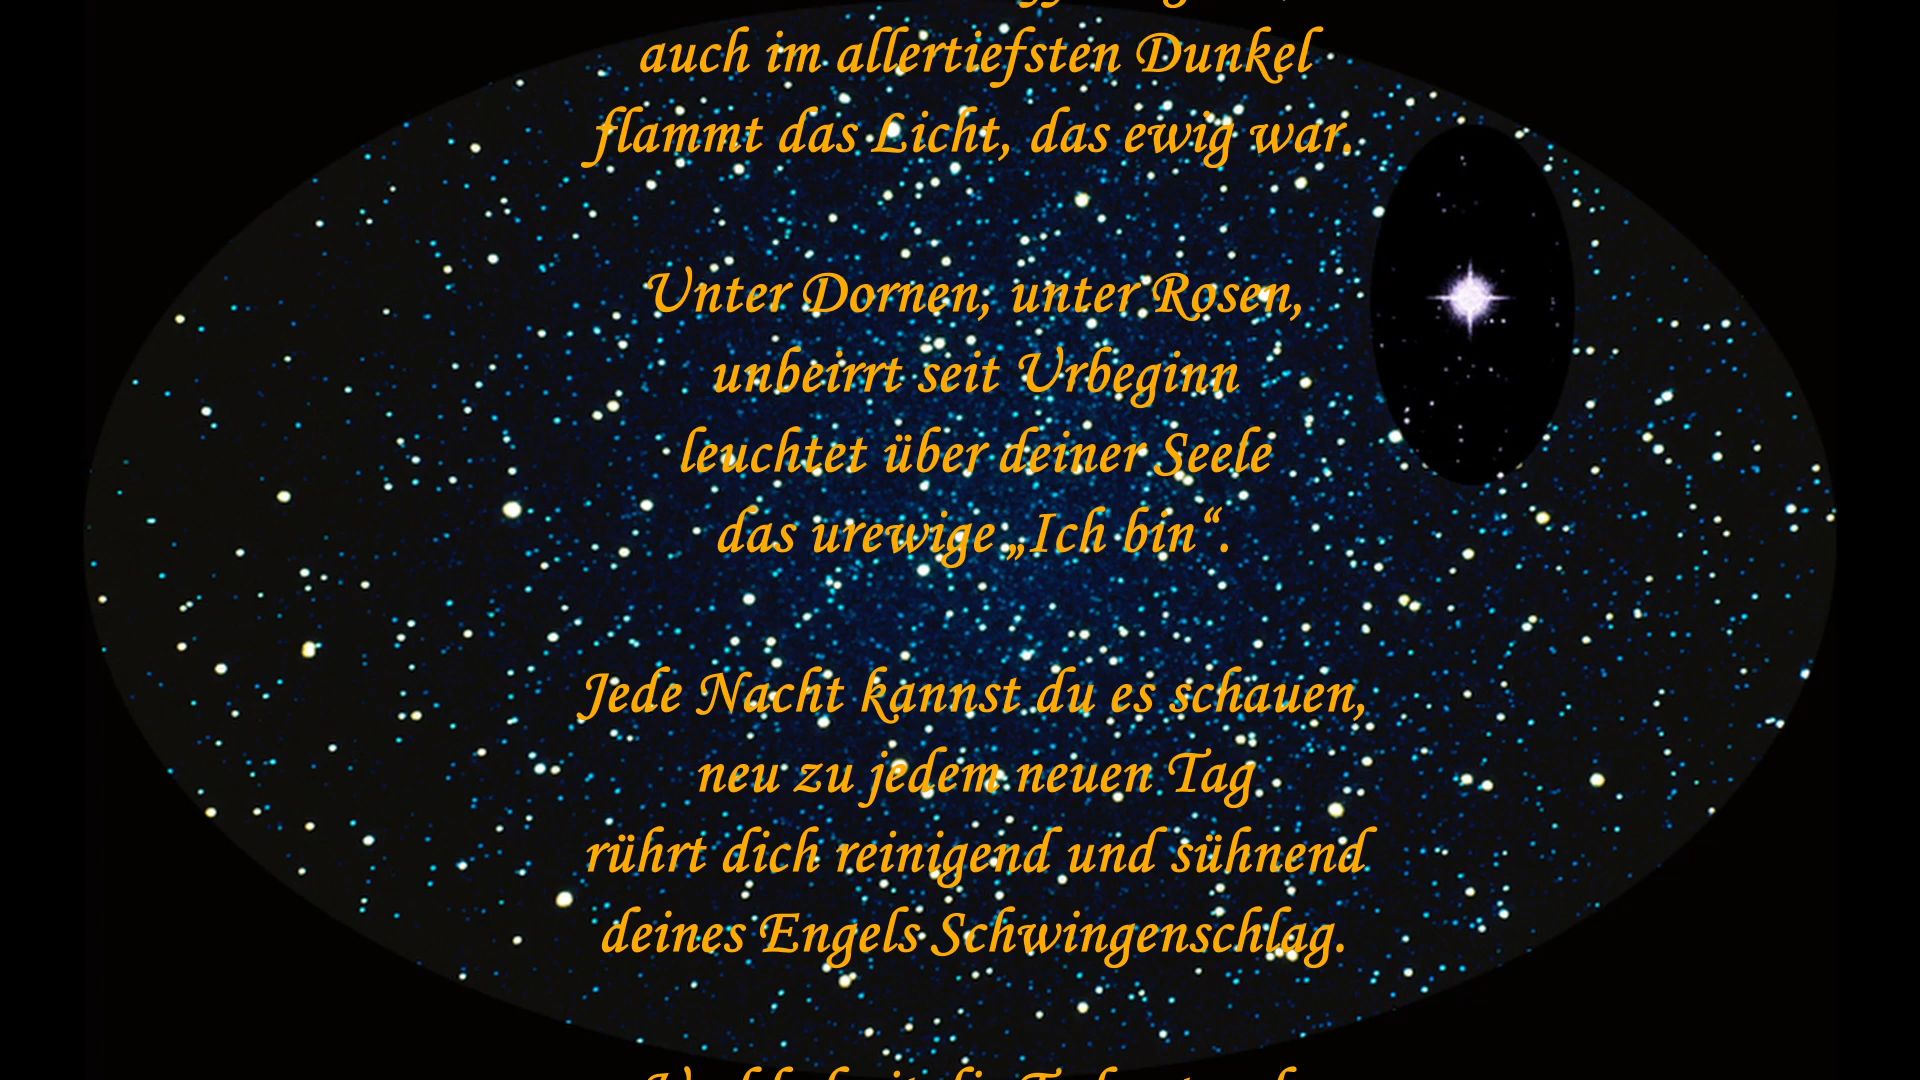 auch im allertiefsten Dunkel
flammt das Licht, das ewig war.
Unter Dornen, unter Rosen,
unbeirrt seit Urbeginn
leuchtet über deiner Seele
das urewige „Ich bin“.
Jede Nacht kannst du es schauen,
neu zu jedem neuen Tag
rührt dich reinigend und sühnend
deines Engels Schwingenschlag.